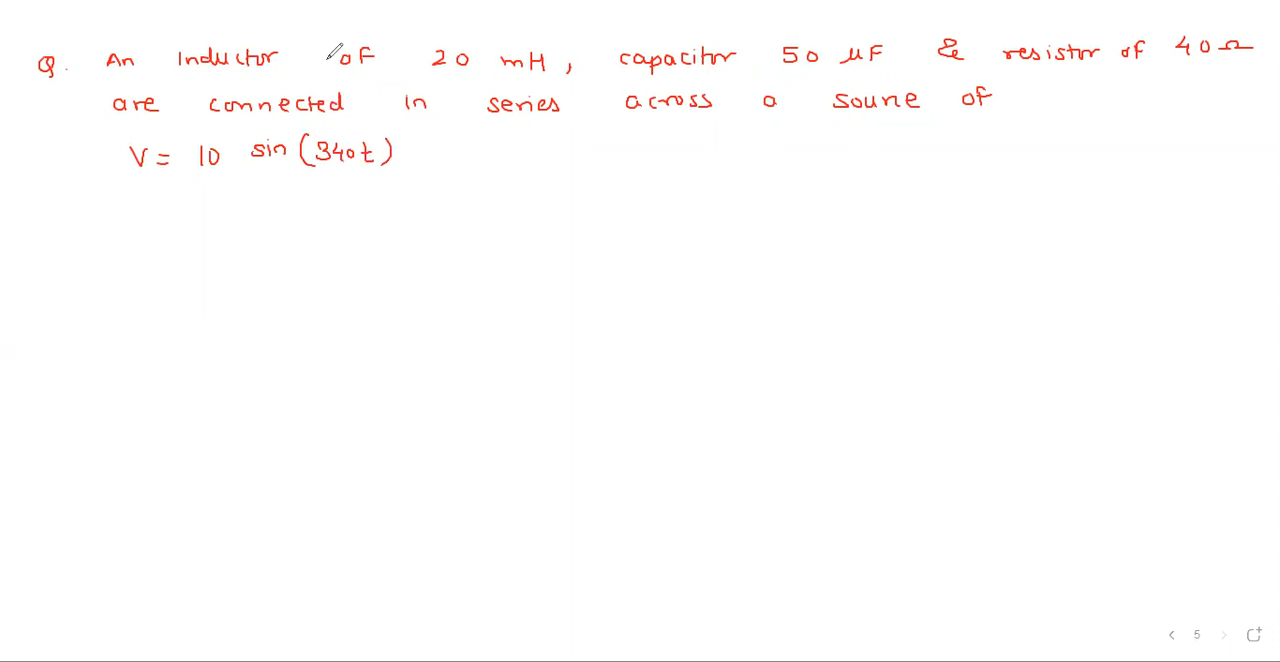 Q. An inductor of 20 mH, capacitor 50 μF & resistor of 40Ω
are connected in series across a source of
V = 10 sin(340t)
5